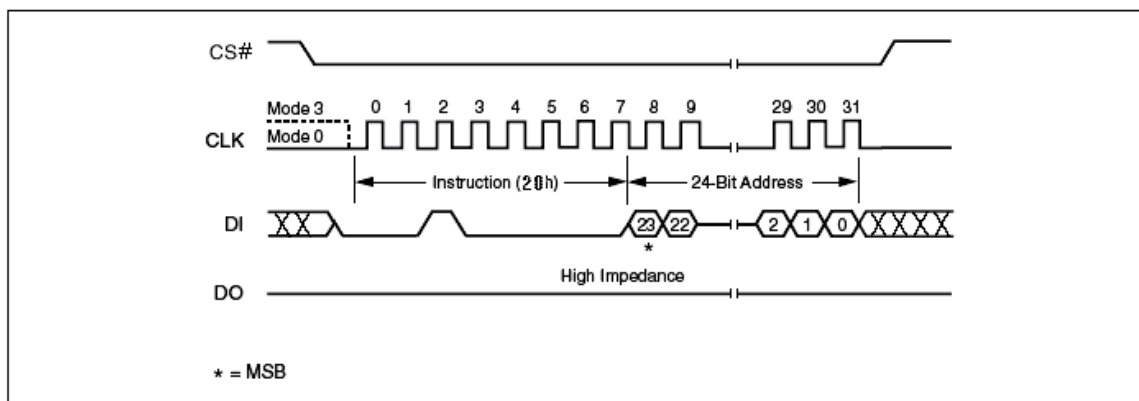 CS#
Mode 3 0 1 2 3 4 5 6 7 8 9 29 30 31
CLK Mode 0
Instruction (20h) 24-Bit Address
DI 23 22 2 1 0
*
High Impedance
DO
* = MSB